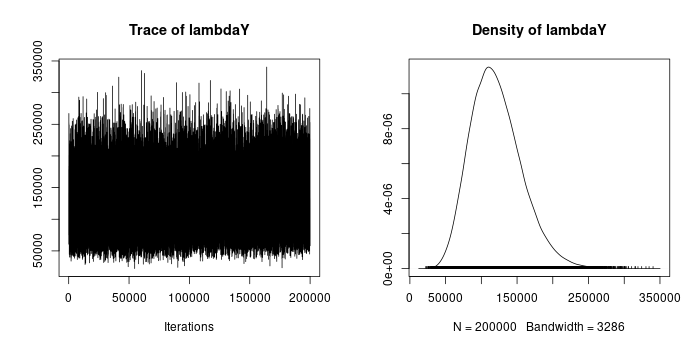 Trace of lambdaY
350000
250000
150000
50000
0 50000 100000 150000 200000
Iterations
Density of lambdaY
8e-06
4e-06
0e+00
0 50000 150000 250000 350000
N = 200000 Bandwidth = 3286